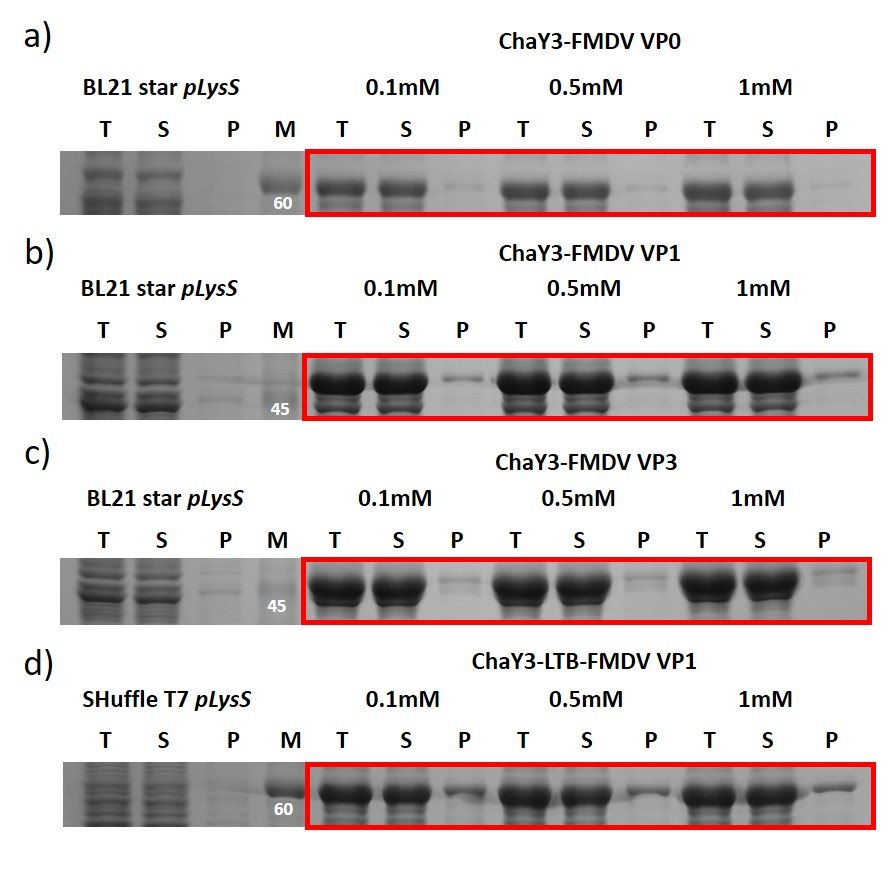 a)
ChaY3-FMDV VP0
BL21 star pLysS 0.1mM 0.5mM 1mM
T S P M T S P T S P T S P
60
b)
ChaY3-FMDV VP1
BL21 star pLysS 0.1mM 0.5mM 1mM
T S P M T S P T S P T S P
45
c)
ChaY3-FMDV VP3
BL21 star pLysS 0.1mM 0.5mM 1mM
T S P M T S P T S P T S P
45
d)
ChaY3-LTB-FMDV VP1
SHuffle T7 pLysS 0.1mM 0.5mM 1mM
T S P M T S P T S P T S P
60